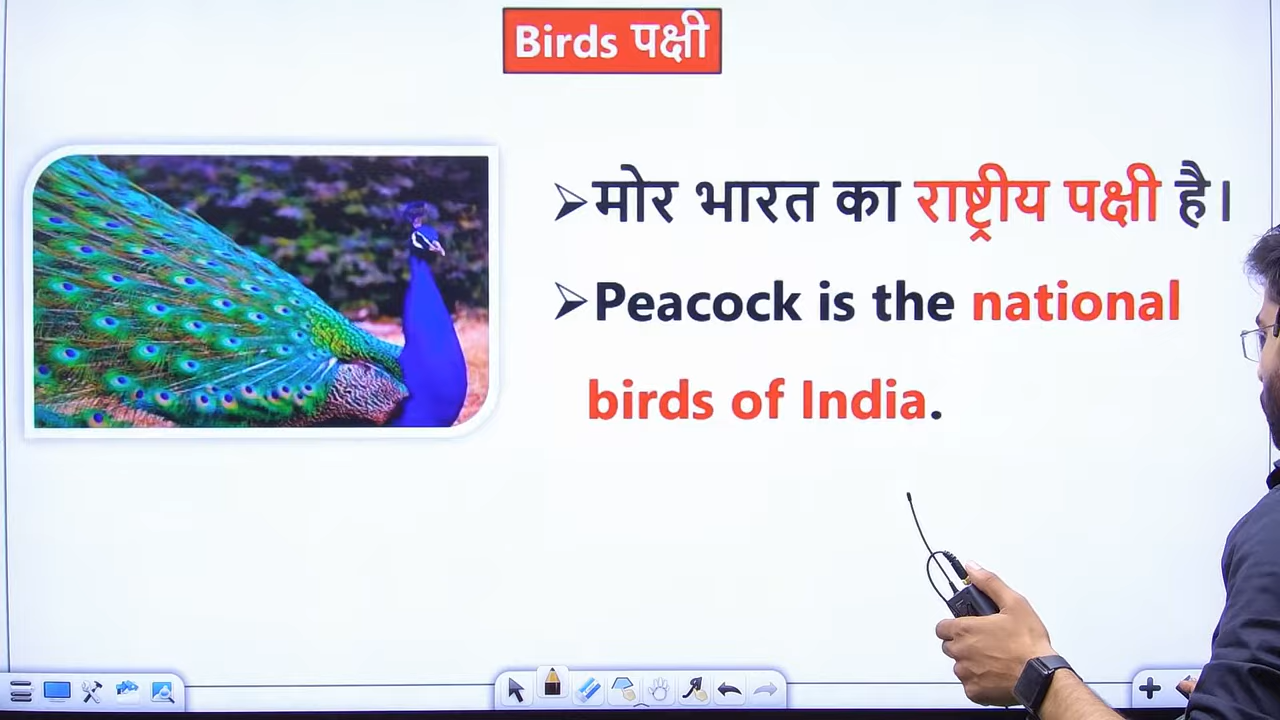 Birds पक्षी
मोर भारत का राष्ट्रीय पक्षी है।
Peacock is the national
birds of India.